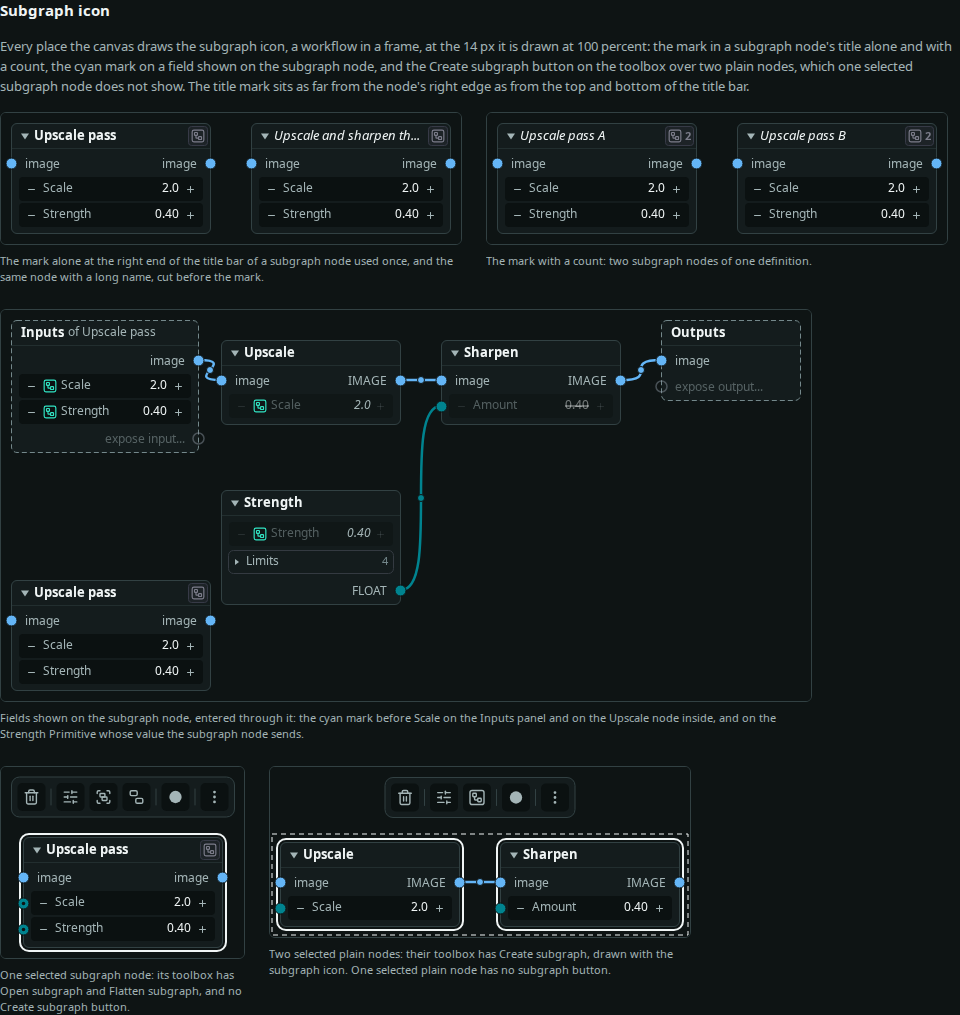 Subgraph icon
Every place the canvas draws the subgraph icon, a workflow in a frame, at the 14 px it is drawn at 100 percent: the mark in a subgraph node's title alone and with
a count, the cyan mark on a field shown on the subgraph node, and the Create subgraph button on the toolbox over two plain nodes, which one selected
subgraph node does not show. The title mark sits as far from the node's right edge as from the top and bottom of the title bar.
Upscale pass
image image
− Scale 2.0 +
− Strength 0.40 +
Upscale and sharpen th...
image image
− Scale 2.0 +
− Strength 0.40 +
The mark alone at the right end of the title bar of a subgraph node used once, and the
same node with a long name, cut before the mark.
Upscale pass A 2
image image
− Scale 2.0 +
− Strength 0.40 +
Upscale pass B 2
image image
− Scale 2.0 +
− Strength 0.40 +
The mark with a count: two subgraph nodes of one definition.
Inputs of Upscale pass
image
− Scale 2.0 +
− Strength 0.40 +
expose input...
Upscale
image IMAGE
− Scale 2.0 +
Sharpen
image IMAGE
− Amount 0.40 +
Outputs
image
expose output...
Strength
− Strength 0.40 +
Limits 4
FLOAT
Upscale pass
image image
− Scale 2.0 +
− Strength 0.40 +
Fields shown on the subgraph node, entered through it: the cyan mark before Scale on the Inputs panel and on the Upscale node inside, and on the
Strength Primitive whose value the subgraph node sends.
Upscale pass
image image
− Scale 2.0 +
− Strength 0.40 +
One selected subgraph node: its toolbox has
Open subgraph and Flatten subgraph, and no
Create subgraph button.
Upscale
image IMAGE
− Scale 2.0 +
Sharpen
image IMAGE
− Amount 0.40 +
Two selected plain nodes: their toolbox has Create subgraph, drawn with the
subgraph icon. One selected plain node has no subgraph button.